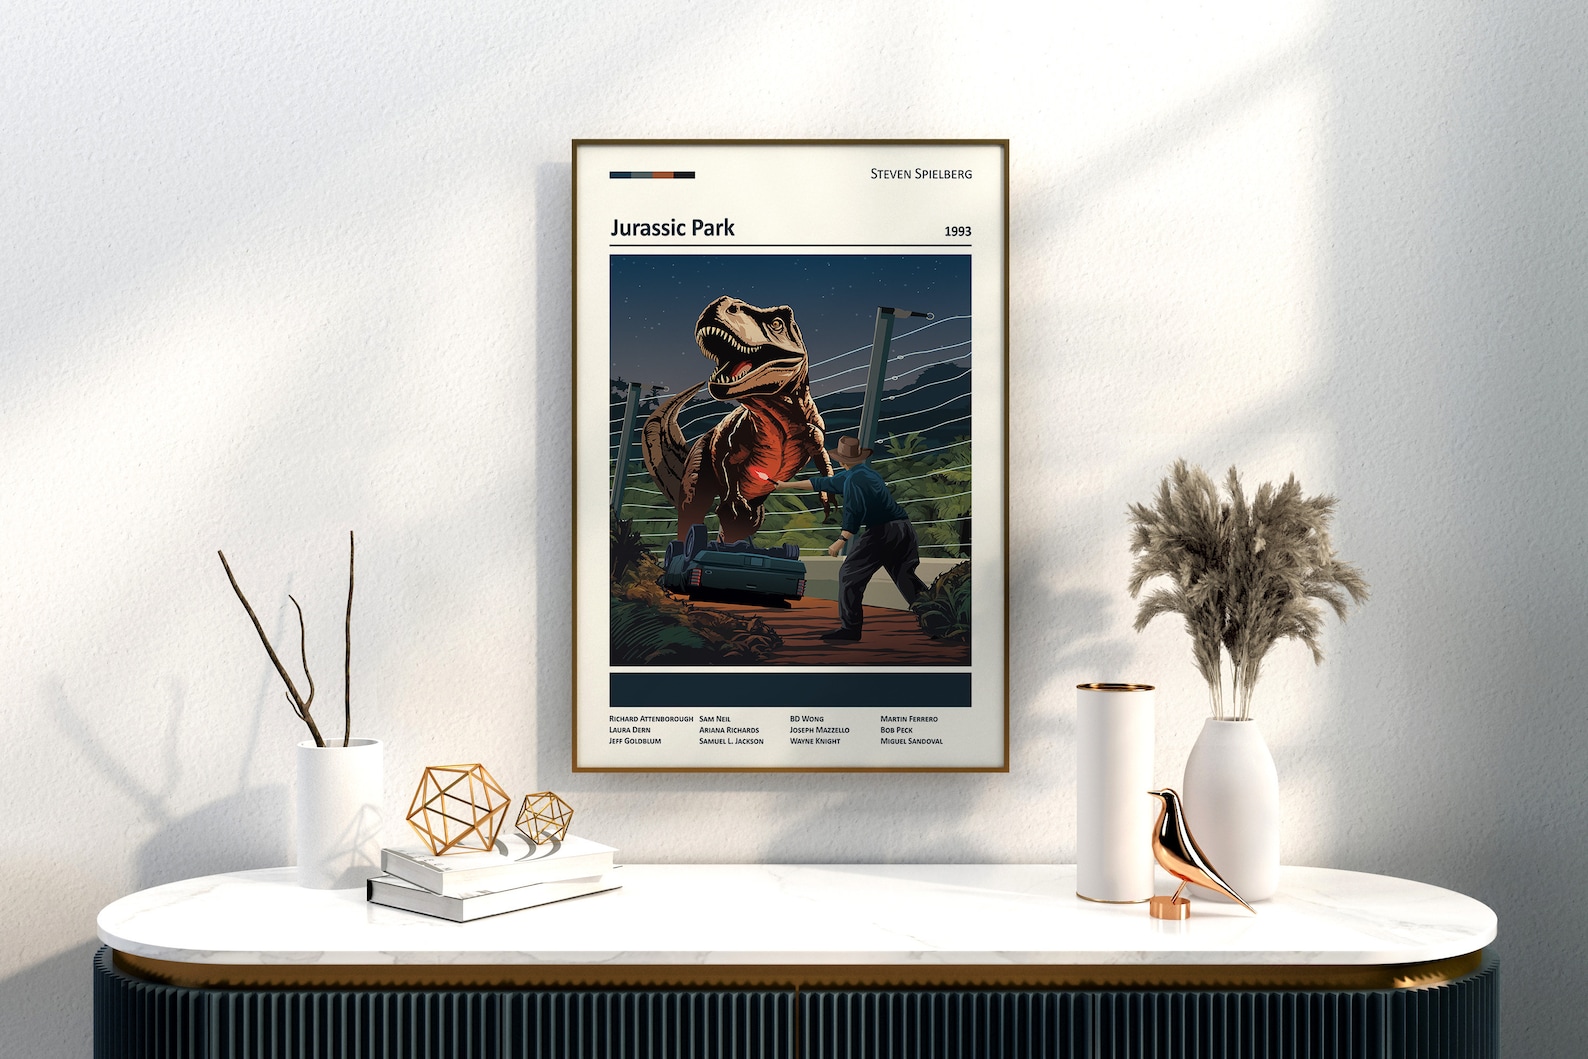 Steven Spielberg
Jurassic Park
1993
Richard Attenborough Sam Neil BD Wong Martin Ferrero
Laura Dern Ariana Richards Joseph Mazzello Bob Peck
Jeff Goldblum Samuel L. Jackson Wayne Knight Miguel Sandoval